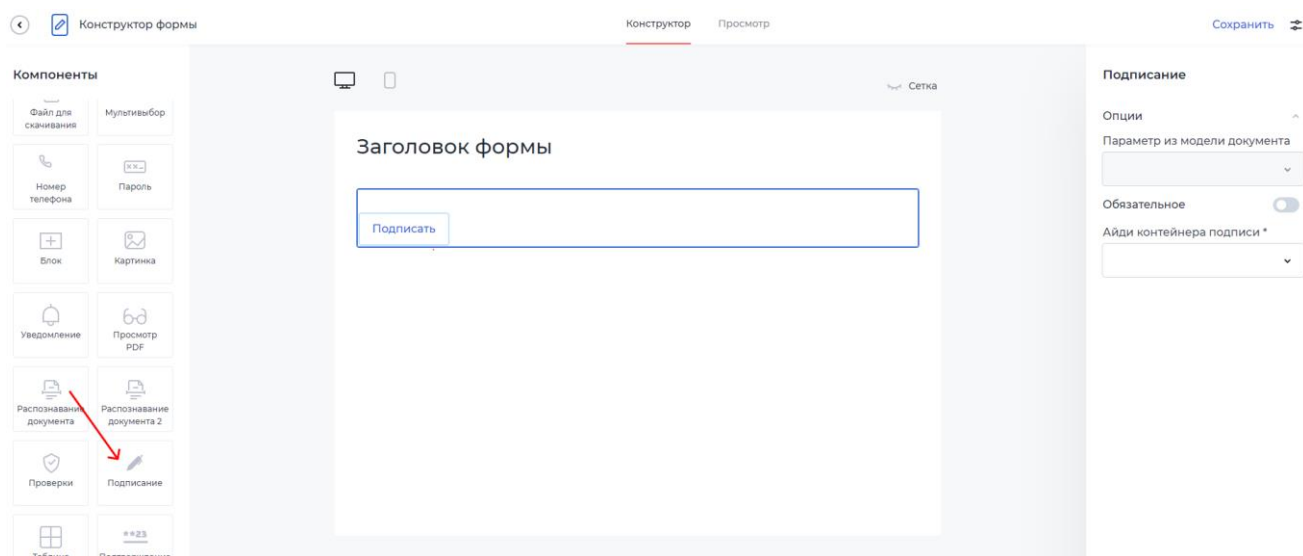 Конструктор формы
Конструктор
Просмотр
Сохранить
Компоненты
Файл для
скачивания
Мультивыбор
Номер
телефона
Пароль
Блок
Картинка
Уведомление
Просмотр
PDF
Распознавание
документа
Распознавание
документа 2
Проверки
Подписание
**23
Сетка
Заголовок формы
Подписать
Подписание
Опции
Параметр из модели документа
Обязательное
Айди контейнера подписи *